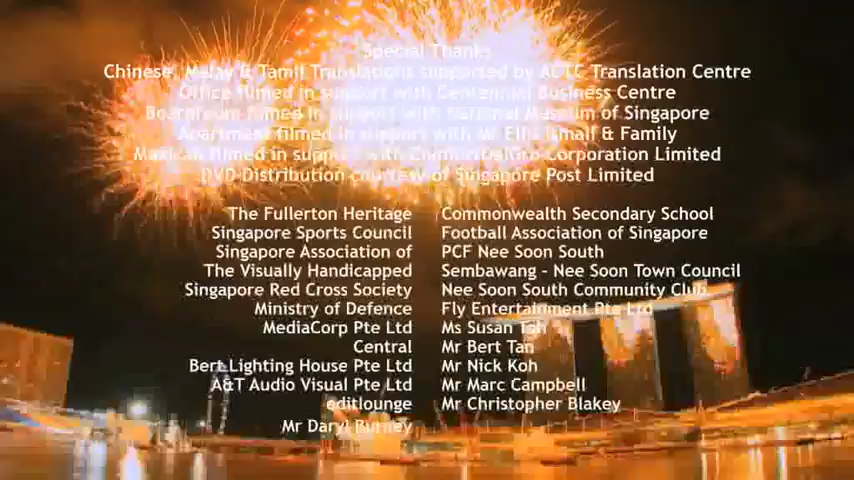 Special Thanks
Chinese, Malay & Tamil Translations supported by ACTC Translation Centre
Office filmed in support with Centennial Business Centre
Boardroom filmed in support with National Museum of Singapore
Apartment filmed in support with Mr Ismail & Family
filmed in support with ComfortDelGro Corporation Limited
DVD Distribution courtesy of Singapore Post Limited
The Fullerton Heritage
Singapore Sports Council
Singapore Association of
The Visually Handicapped
Singapore Red Cross Society
Ministry of Defence
MediaCorp Pte Ltd
Central
Bert Lighting House Pte Ltd
A&T Audio Visual Pte Ltd
editlounge
Mr Daryl Burney
Commonwealth Secondary School
Football Association of Singapore
PCF Nee Soon South
Sembawang - Nee Soon Town Council
Nee Soon South Community Club
Fly Entertainment Pte Ltd
Ms Susan Toh
Mr Bert Tan
Mr Nick Koh
Mr Marc Campbell
Mr Christopher Blakey